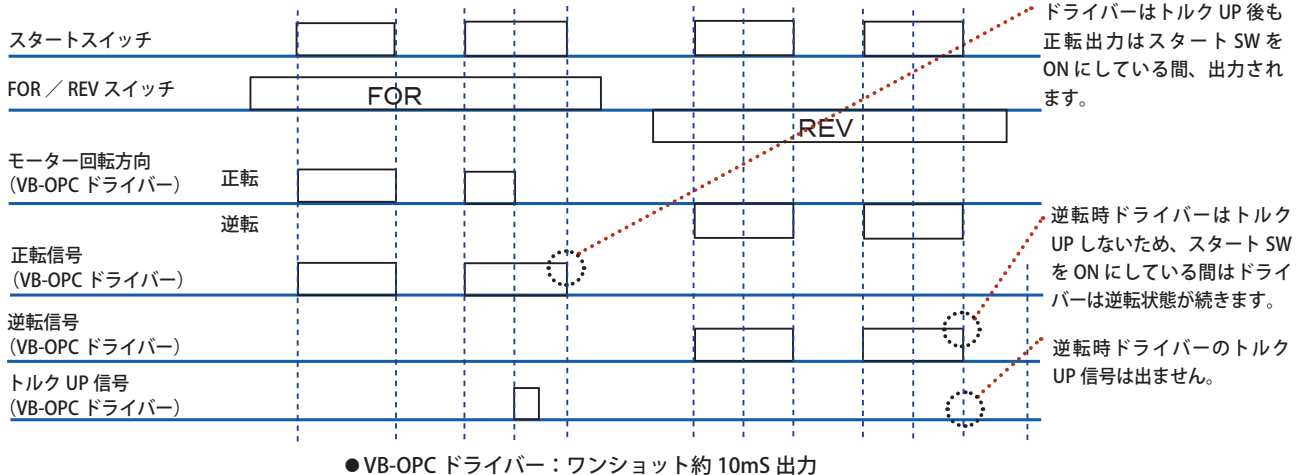 スタートスイッチ
FOR ／ REV スイッチ
FOR
REV
モーター回転方向
（VB-OPC ドライバー）
正転
逆転
正転信号
（VB-OPC ドライバー）
逆転信号
（VB-OPC ドライバー）
トルク UP 信号
（VB-OPC ドライバー）
ドライバーはトルク UP 後も
正転出力はスタート SW を
ON にしている間、出力され
ます。
逆転時ドライバーはトルク
UP しないため、スタート SW
を ON にしている間はドライ
バーは逆転状態が続きます。
逆転時ドライバーのトルク
UP 信号は出ません。
●VB-OPC ドライバー：ワンショット約 10mS 出力